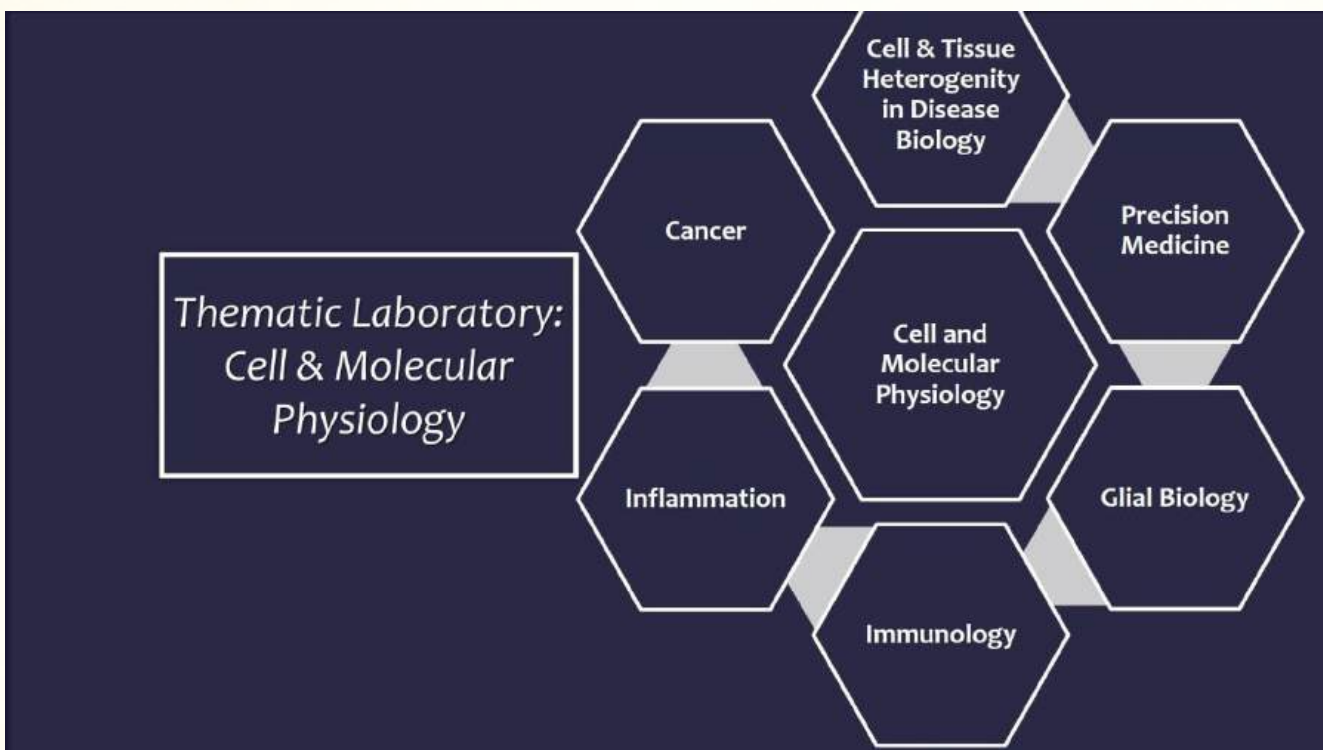 Thematic Laboratory:
Cell & Molecular
Physiology
Cell & Tissue
Heterogenity
in Disease
Biology
Precision
Medicine
Glial Biology
Immunology
Inflammation
Cancer
Cell and
Molecular
Physiology